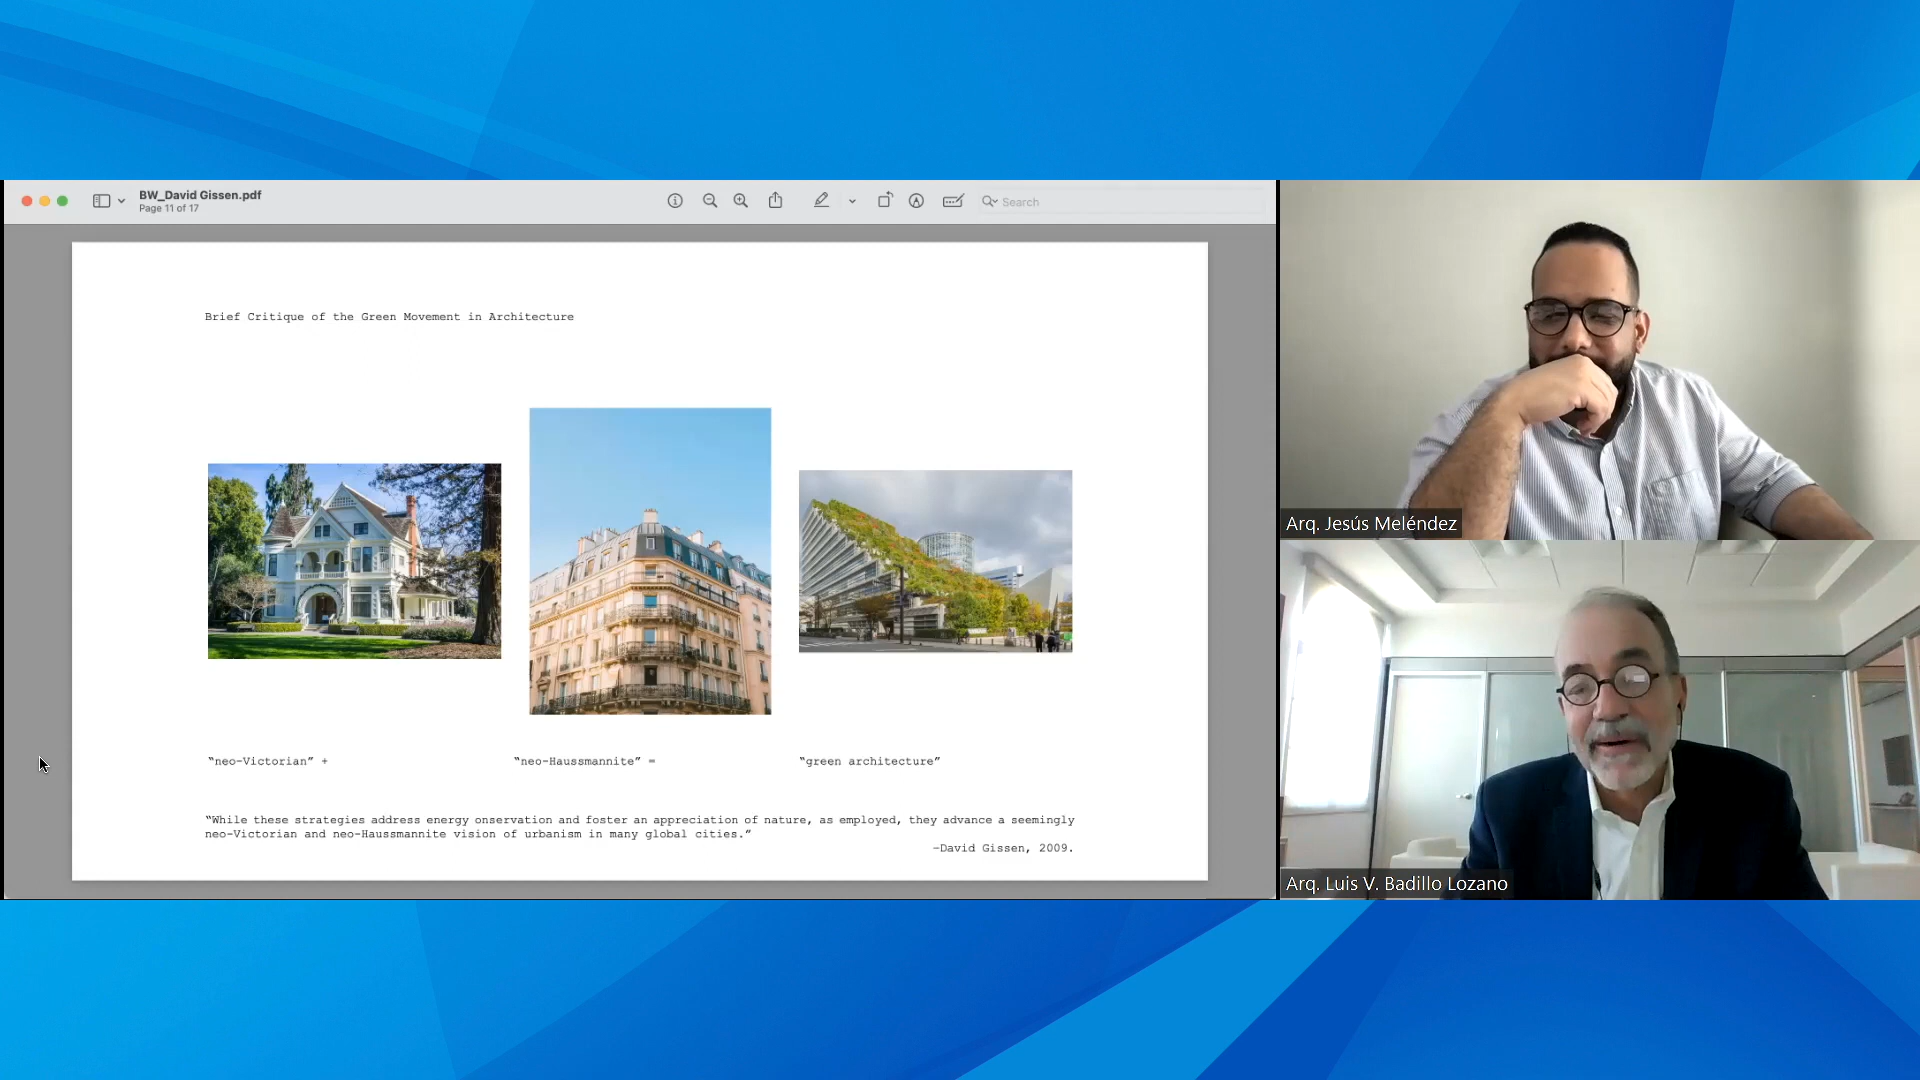 BW_David Gissen.pdf
Page 11 of 17
Search
Brief Critique of the Green Movement in Architecture
“neo-Victorian” +
“neo-Haussmannite” =
“green architecture”
“While these strategies address energy onservation and foster an appreciation of nature, as employed, they advance a seemingly
neo-Victorian and neo-Haussmannite vision of urbanism in many global cities.”
—David Gissen, 2009.
Arq. Jesús Meléndez
Arq. Luis V. Badillo Lozano